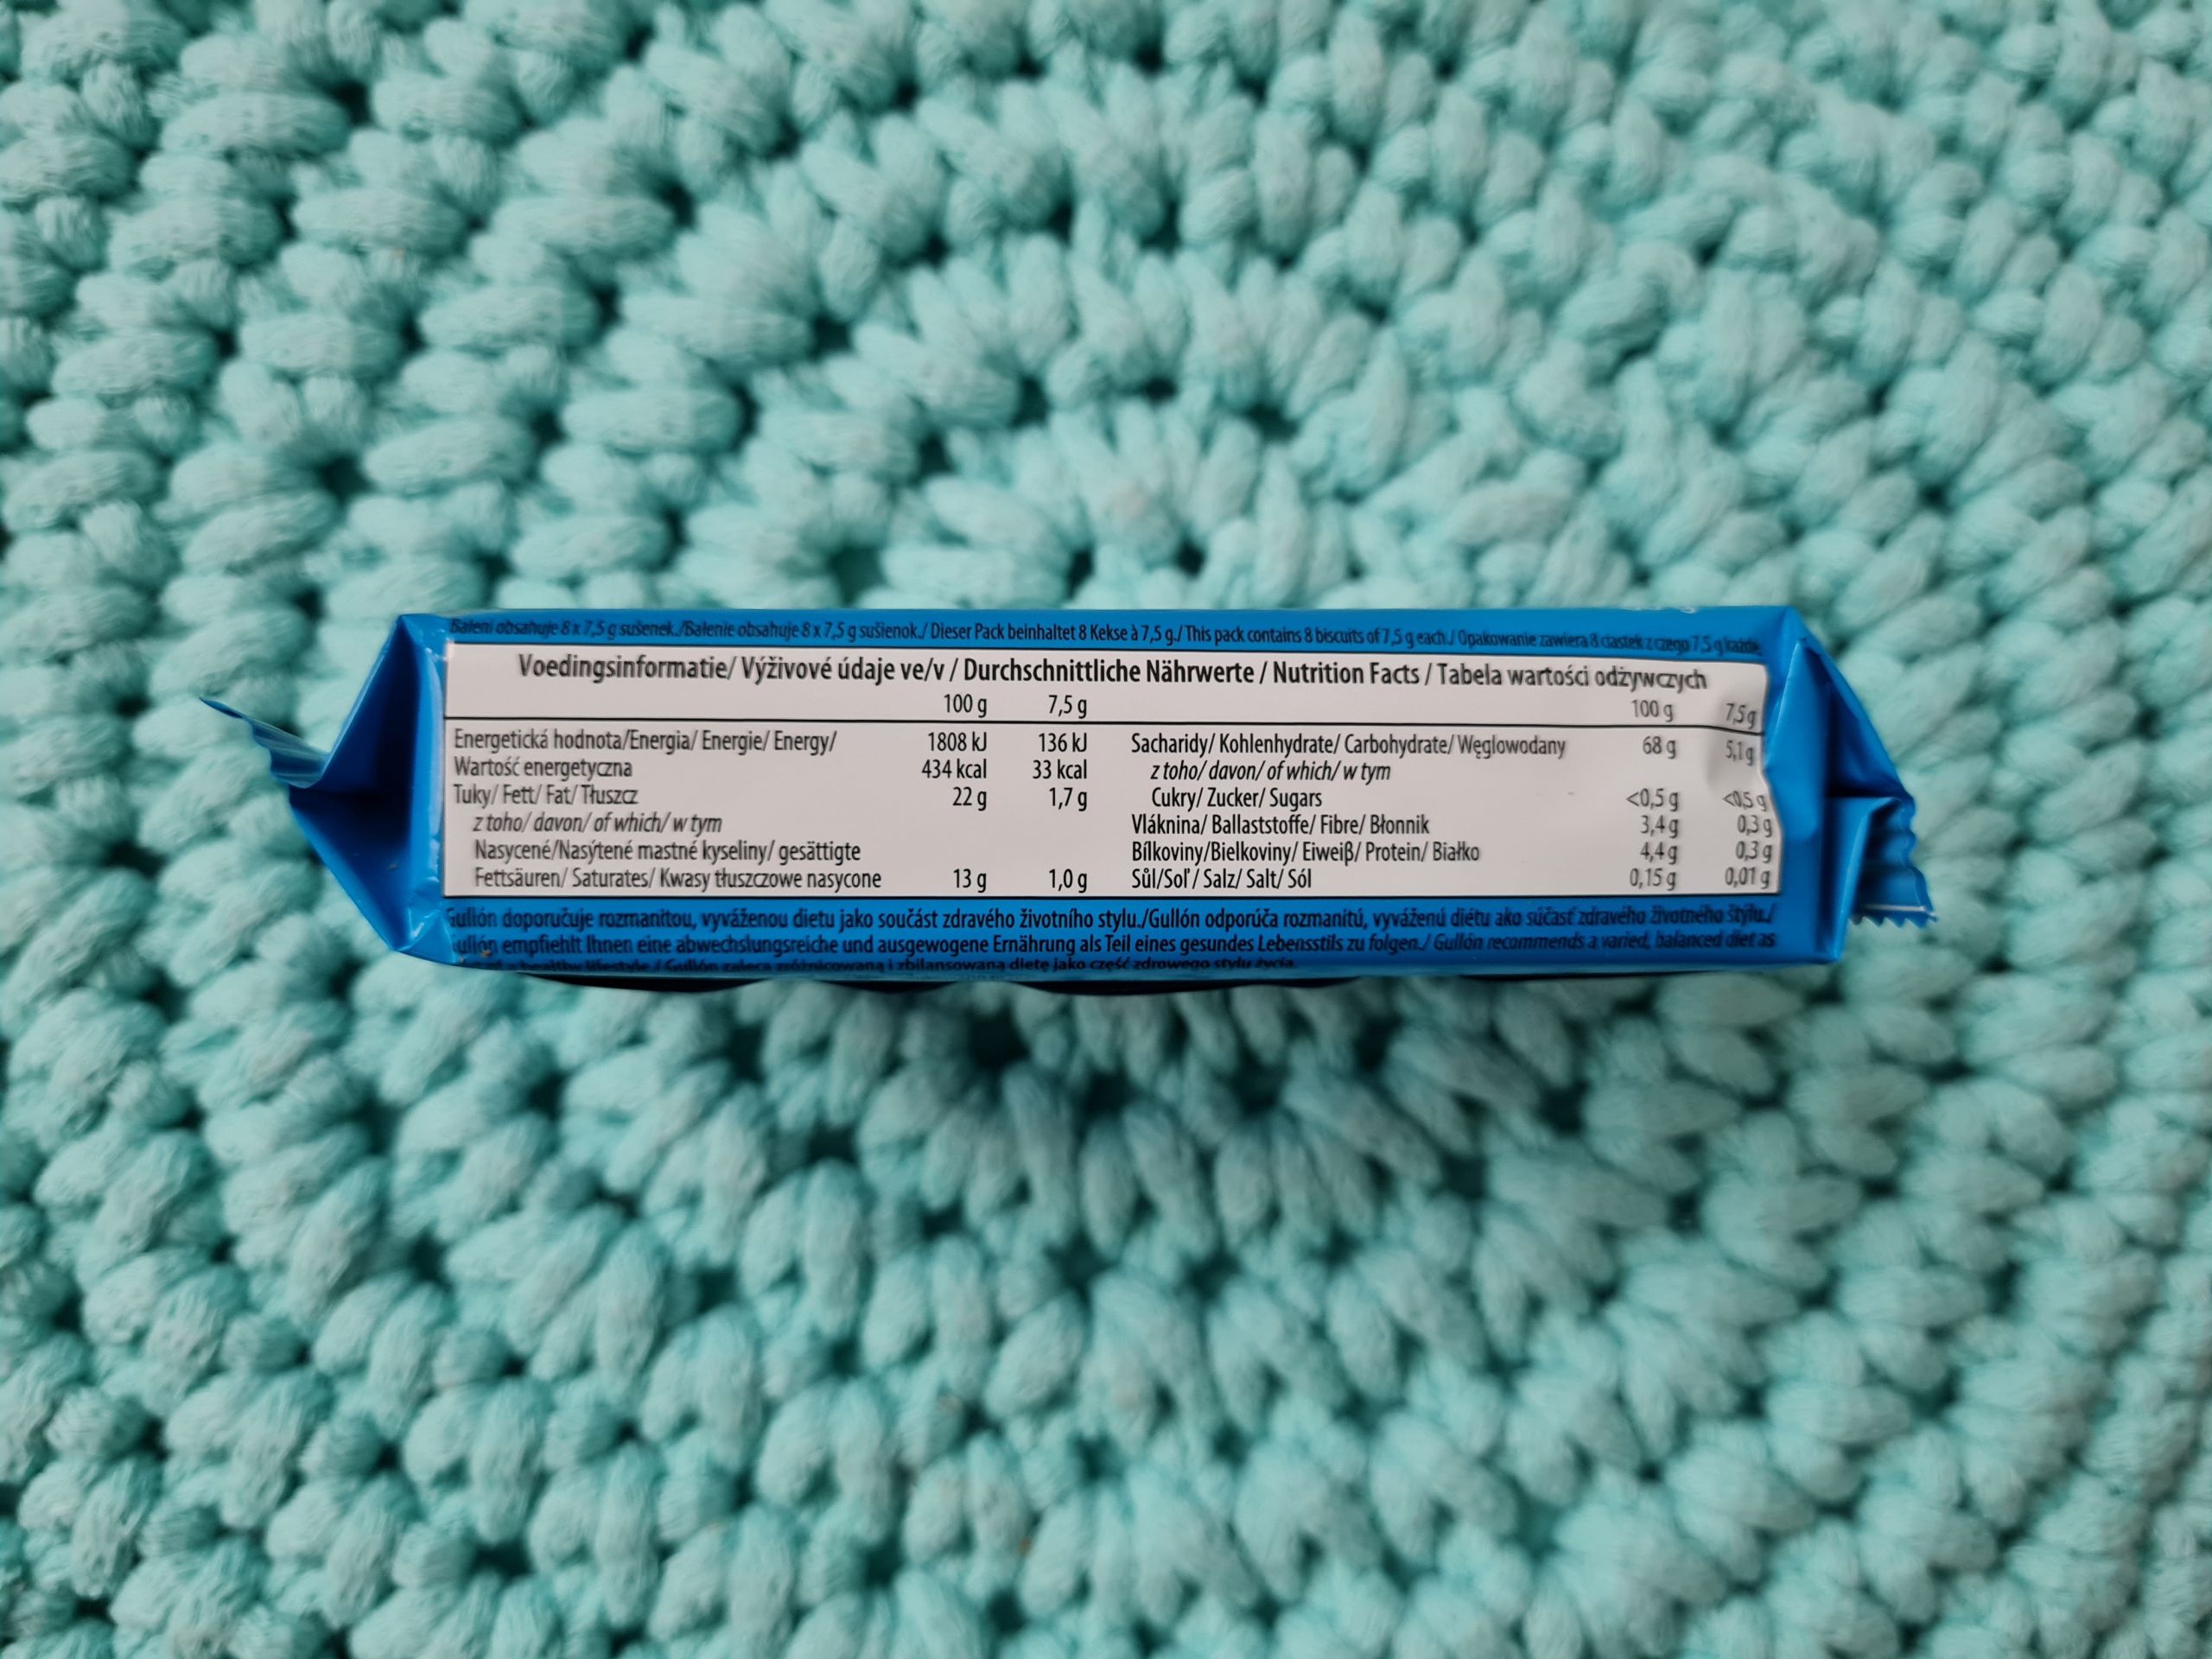 Balení obsahuje 8 x 7,5 g sušenek./Balenie obsahuje 8 x 7,5 g sušienok./ Dieser Pack beinhaltet 8 Kekse à 7,5 g./ This pack contains 8 biscuits of 7,5 g each./ Opakowanie zawiera 8 ciastek z czego 7,5 g każde
Voedingsinformatie/ Výživové údaje ve/v / Durchschnittliche Nährwerte / Nutrition Facts / Tabela wartości odżywczych
100 g 7,5 g 100 g 7,5 g
Energetická hodnota/Energia/ Energie/ Energy/ 1808 kJ 136 kJ Sacharidy/ Kohlenhydrate/ Carbohydrate/ Węglowodany 68 g 5,1 g
Wartość energetyczna 434 kcal 33 kcal z toho/ davon/ of which/ w tym
Tuky/ Fett/ Fat/ Tłuszcz 22 g 1,7 g Cukry/ Zucker/ Sugars <0,5 g <0,5 g
z toho/ davon/ of which/ w tym Vláknina/ Ballaststoffe/ Fibre/ Błonnik 3,4 g 0,3 g
Nasycené/Nasýtené mastné kyseliny/ gesättigte Bílkoviny/Bielkoviny/ Eiweiß/ Protein/ Białko 4,4 g 0,3 g
Fettsäuren/ Saturates/ Kwasy tłuszczowe nasycone 13 g 1,0 g Sůl/Soľ/ Salz/ Salt/ Sól 0,15 g 0,01 g
Gullón doporučuje rozmanitou, vyváženou dietu jako součást zdravého životního stylu./Gullón odporúča rozmanitú, vyváženú diétu ako súčasť zdravého životného štýlu./
Gullón empfiehlt Ihnen eine abwechslungsreiche und ausgewogene Ernährung als Teil eines gesundes Lebensstils zu folgen./ Gullón recommends a varied, balanced diet as
healthy lifestyle./ Gullón zaleca zróżnicowaną i zbilansowaną dietę jako część zdrowego stylu życia.